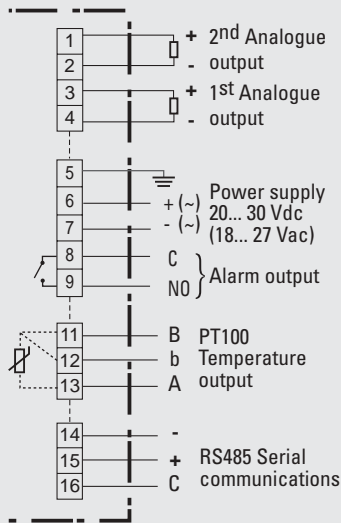 1 + 2nd Analogue
2 - output
3 + 1st Analogue
4 - output
5
6 + (~) Power supply
7 - (~) 20... 30 Vdc
(18... 27 Vac)
8 C
9 NO } Alarm output
11 B PT100
12 b Temperature
13 A output
14 -
15 + RS485 Serial
16 C communications